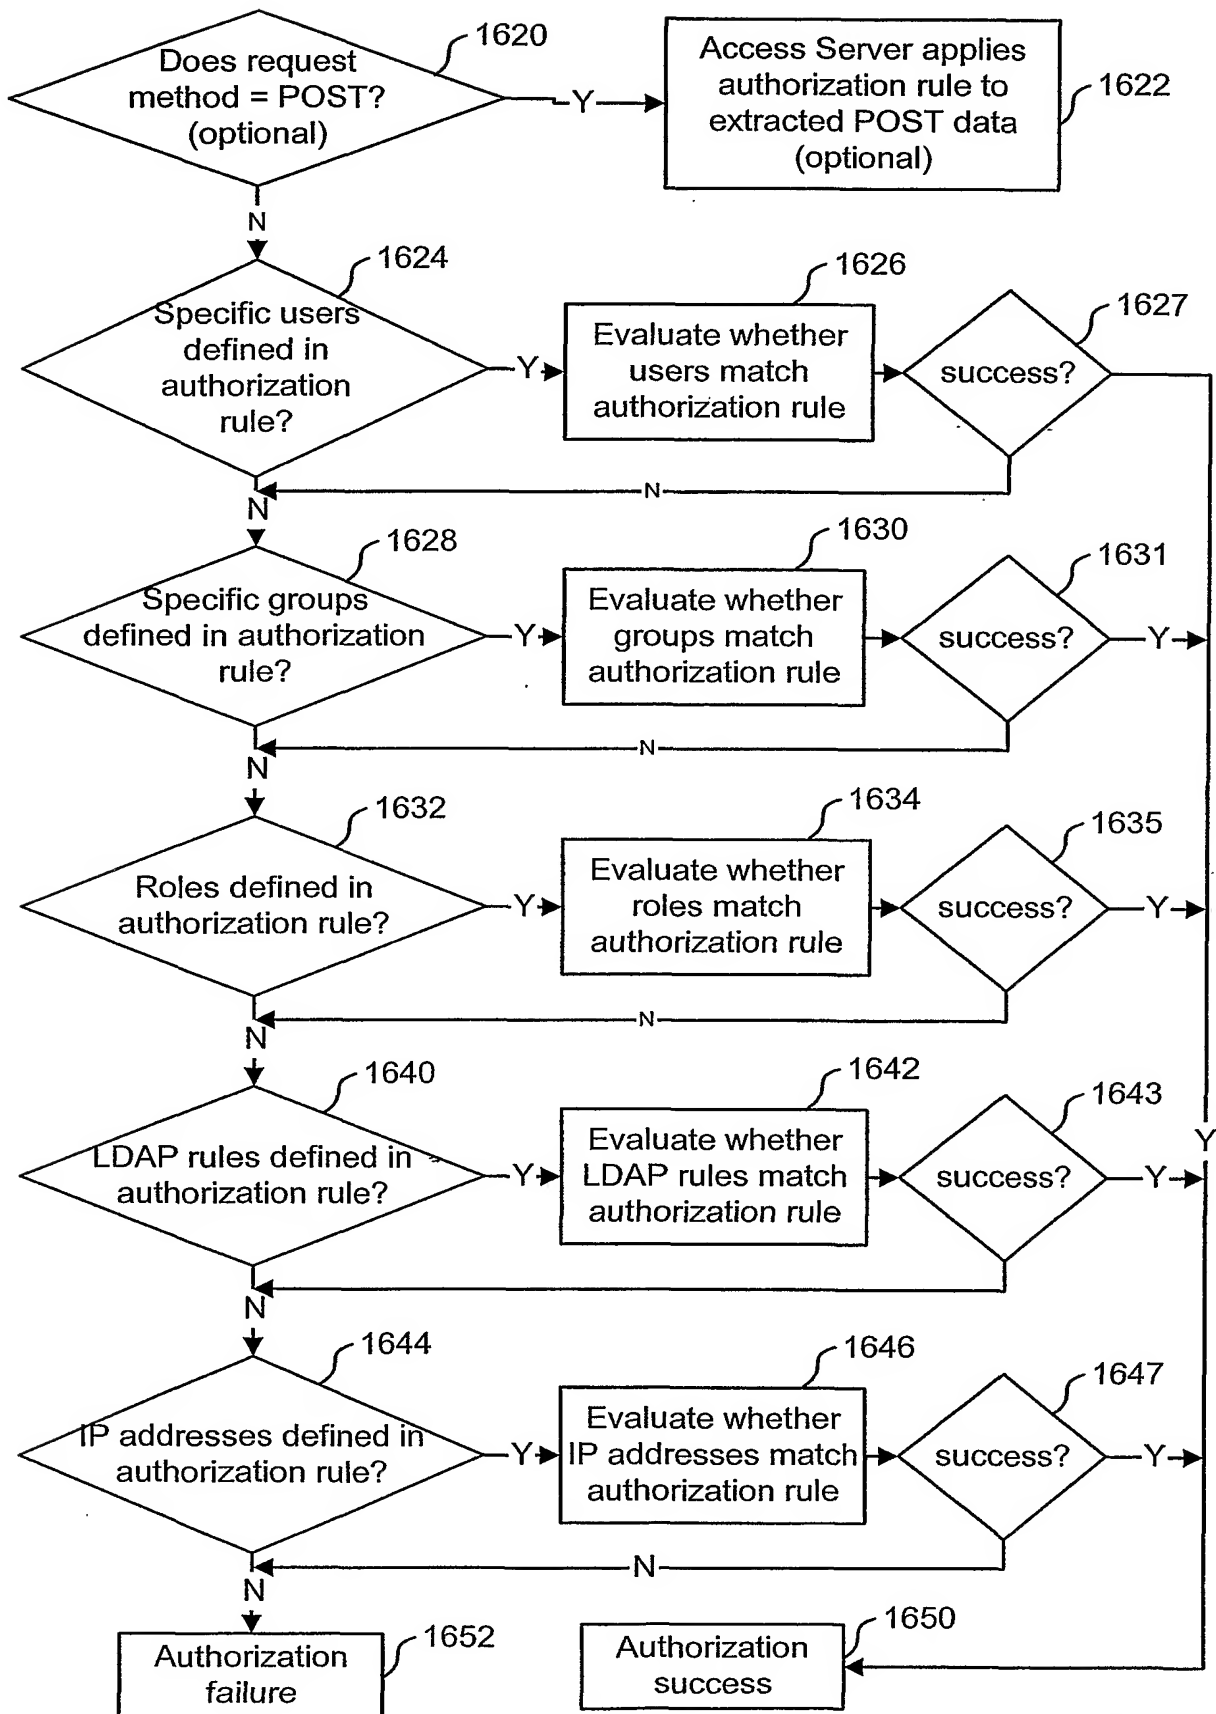 1620
Does request
method = POST?
(optional)
Y
Access Server applies
authorization rule to
extracted POST data
(optional)
1622
N
1624
Specific users
defined in
authorization
rule?
Y
1626
Evaluate whether
users match
authorization rule
1627
success?
N
N
1628
Specific groups
defined in authorization
rule?
Y
1630
Evaluate whether
groups match
authorization rule
1631
success?
Y
N
N
1632
Roles defined in
authorization rule?
Y
1634
Evaluate whether
roles match
authorization rule
1635
success?
Y
N
N
1640
LDAP rules defined in
authorization rule?
Y
1642
Evaluate whether
LDAP rules match
authorization rule
1643
success?
Y
Y
N
1644
IP addresses defined in
authorization rule?
Y
1646
Evaluate whether
IP addresses match
authorization rule
1647
success?
Y
N
N
1652
Authorization
failure
1650
Authorization
success